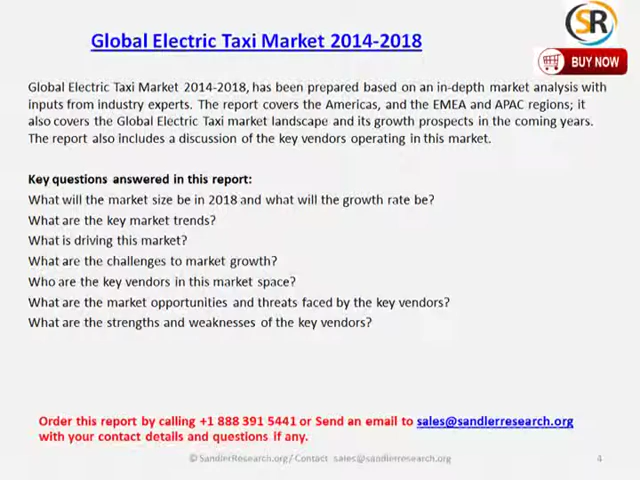 Global Electric Taxi Market 2014-2018
SR
BUY NOW
Global Electric Taxi Market 2014-2018, has been prepared based on an in-depth market analysis with
inputs from industry experts. The report covers the Americas, and the EMEA and APAC regions; it
also covers the Global Electric Taxi market landscape and its growth prospects in the coming years.
The report also includes a discussion of the key vendors operating in this market.
Key questions answered in this report:
What will the market size be in 2018 and what will the growth rate be?
What are the key market trends?
What is driving this market?
What are the challenges to market growth?
Who are the key vendors in this market space?
What are the market opportunities and threats faced by the key vendors?
What are the strengths and weaknesses of the key vendors?
Order this report by calling +1 888 391 5441 or Send an email to sales@sandlerresearch.org
with your contact details and questions if any.
© SandlerResearch.org/ Contact sales@sandlerresearch.org
4